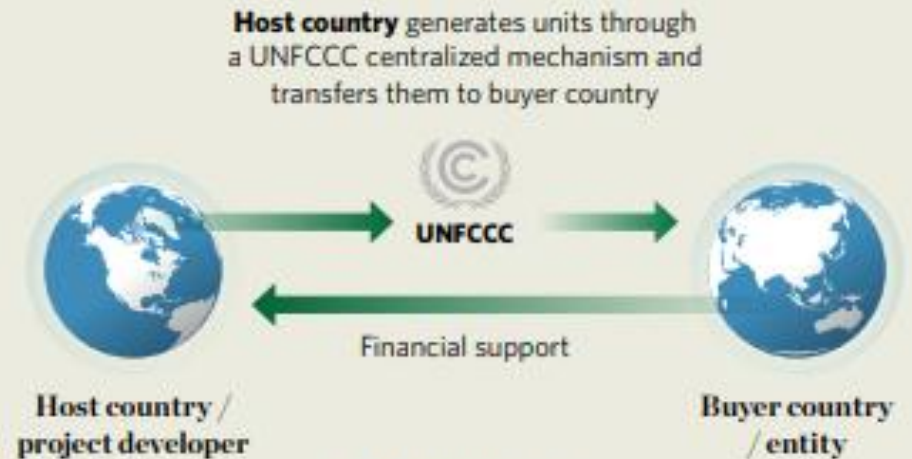 Host country generates units through
a UNFCCC centralized mechanism and
transfers them to buyer country
UNFCCC
Financial support
Host country /
project developer
Buyer country
/ entity